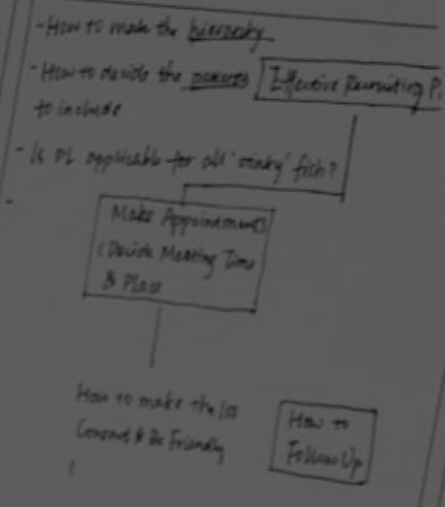 - How to make the hierarchy
- How to decide the
to include
Effective Recruiting P
- Is PL applicable for all 'stinky' fish?
-
Make Appointments
(Decide Meeting Time
& Place
How to make the 1st
Contact & Be Friendly
(
How to
Follow Up